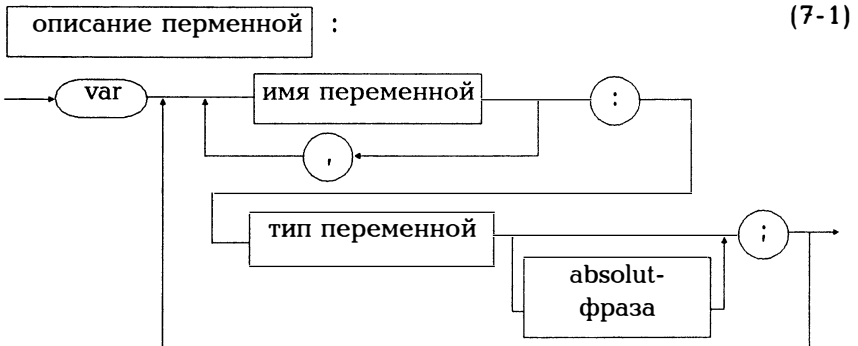 описание перменной :
(7-1)
var имя переменной :
,
тип переменной ;
absolut-
фраза